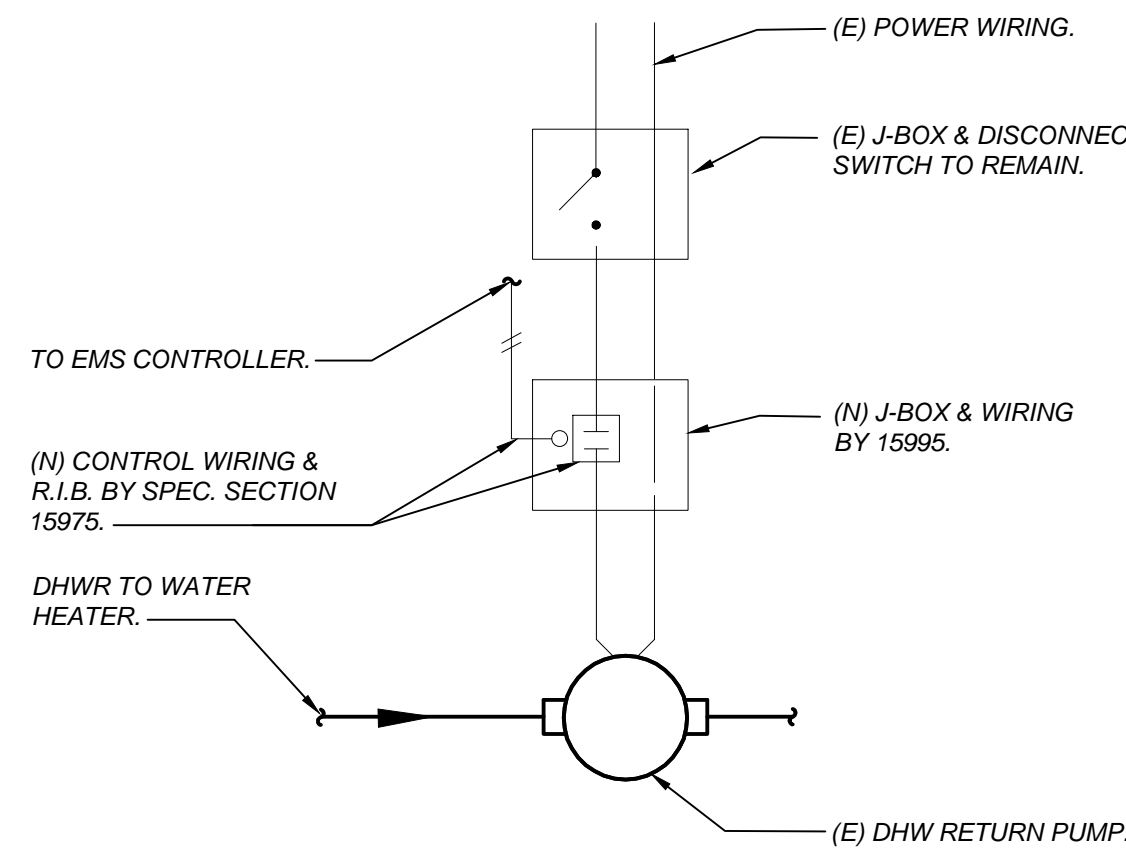 (E) POWER WIRING.
(E) J-BOX & DISCONNEC
SWITCH TO REMAIN.
TO EMS CONTROLLER.
(N) J-BOX & WIRING
BY 15995.
(N) CONTROL WIRING &
R.I.B. BY SPEC. SECTION
15975.
DHWR TO WATER
HEATER.
(E) DHW RETURN PUMP.